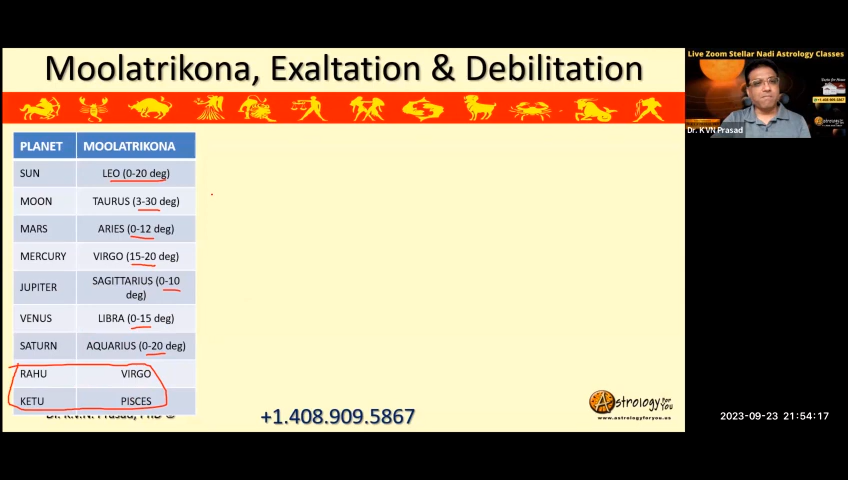 Moolatrikona, Exaltation & Debilitation
PLANET MOOLATRIKONA
SUN LEO (0-20 deg)
MOON TAURUS (3-30 deg)
MARS ARIES (0-12 deg)
MERCURY VIRGO (15-20 deg)
JUPITER SAGITTARIUS (0-10
deg)
VENUS LIBRA (0-15 deg)
SATURN AQUARIUS (0-20 deg)
RAHU VIRGO
KETU PISCES
Dr. K.V.N. Prasad, PhD ©
+1.408.909.5867
Astrology For You
www.astrologyforyou.us
Live Zoom Stellar Nadi Astrology Classes
Dr. KVN Prasad
2023-09-23 21:54:17